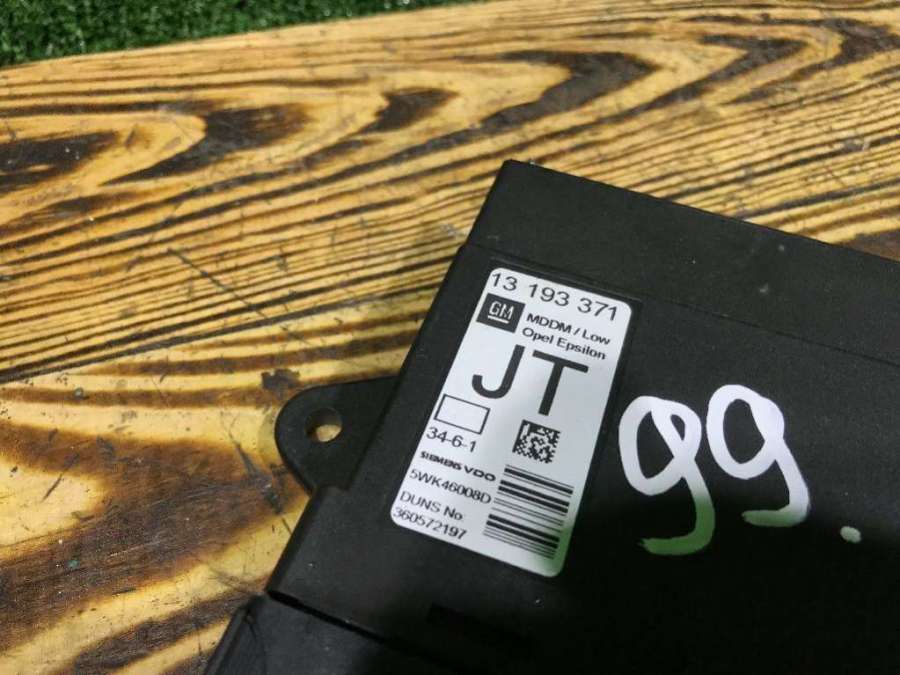 13 193 371
GM
MDDM / Low
Opel Epsilon
JT
34-6-1
SIEMENS VDO
5WK46008D
DUNS No:
360572197
99.